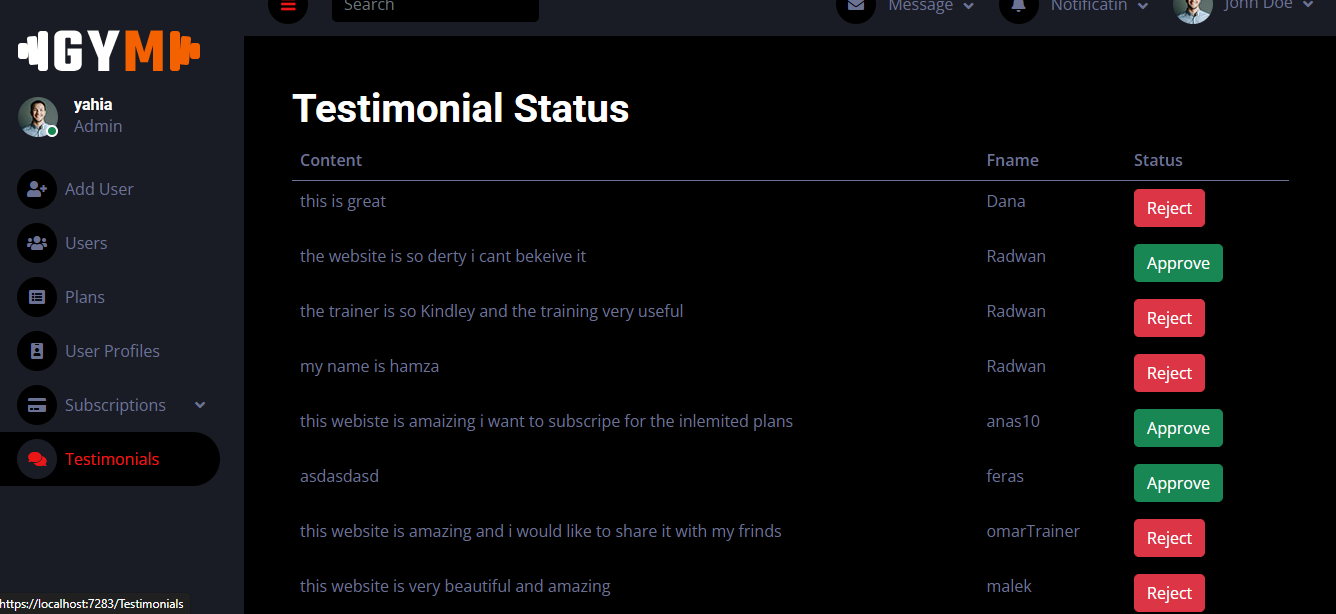 Search
Message
Notificatin
John Doe
GYM
yahia
Admin
Add User
Users
Plans
User Profiles
Subscriptions
Testimonials
Testimonial Status
Content Fname Status
this is great Dana Reject
the website is so derty i cant bekeive it Radwan Approve
the trainer is so Kindley and the training very useful Radwan Reject
my name is hamza Radwan Reject
this webiste is amaizing i want to subscripe for the inlemited plans anas10 Approve
asdasdasd feras Approve
this website is amazing and i would like to share it with my frinds omarTrainer Reject
this website is very beautiful and amazing malek Reject
https://localhost:7283/Testimonials